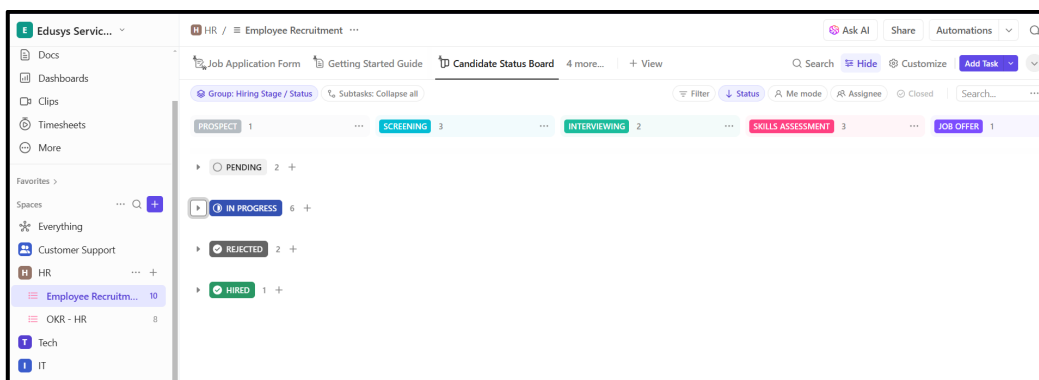 E Edusys Servic...
H HR / Employee Recruitment ...
Ask AI Share Automations
Docs
Dashboards
Clips
Timesheets
More
Favorites >
Spaces ... +
Everything
Customer Support
H HR ... +
Employee Recruitm... 10
OKR - HR 8
T Tech
I IT
Job Application Form Getting Started Guide Candidate Status Board 4 more... + View
Search Hide Customize Add Task
Group: Hiring Stage / Status Subtasks: Collapse all
Filter ↓ Status Me mode Assignee Closed Search... ...
PROSPECT 1 ... SCREENING 3 ... INTERVIEWING 2 ... SKILLS ASSESSMENT 3 ... JOB OFFER 1
PENDING 2 +
IN PROGRESS 6 +
REJECTED 2 +
HIRED 1 +